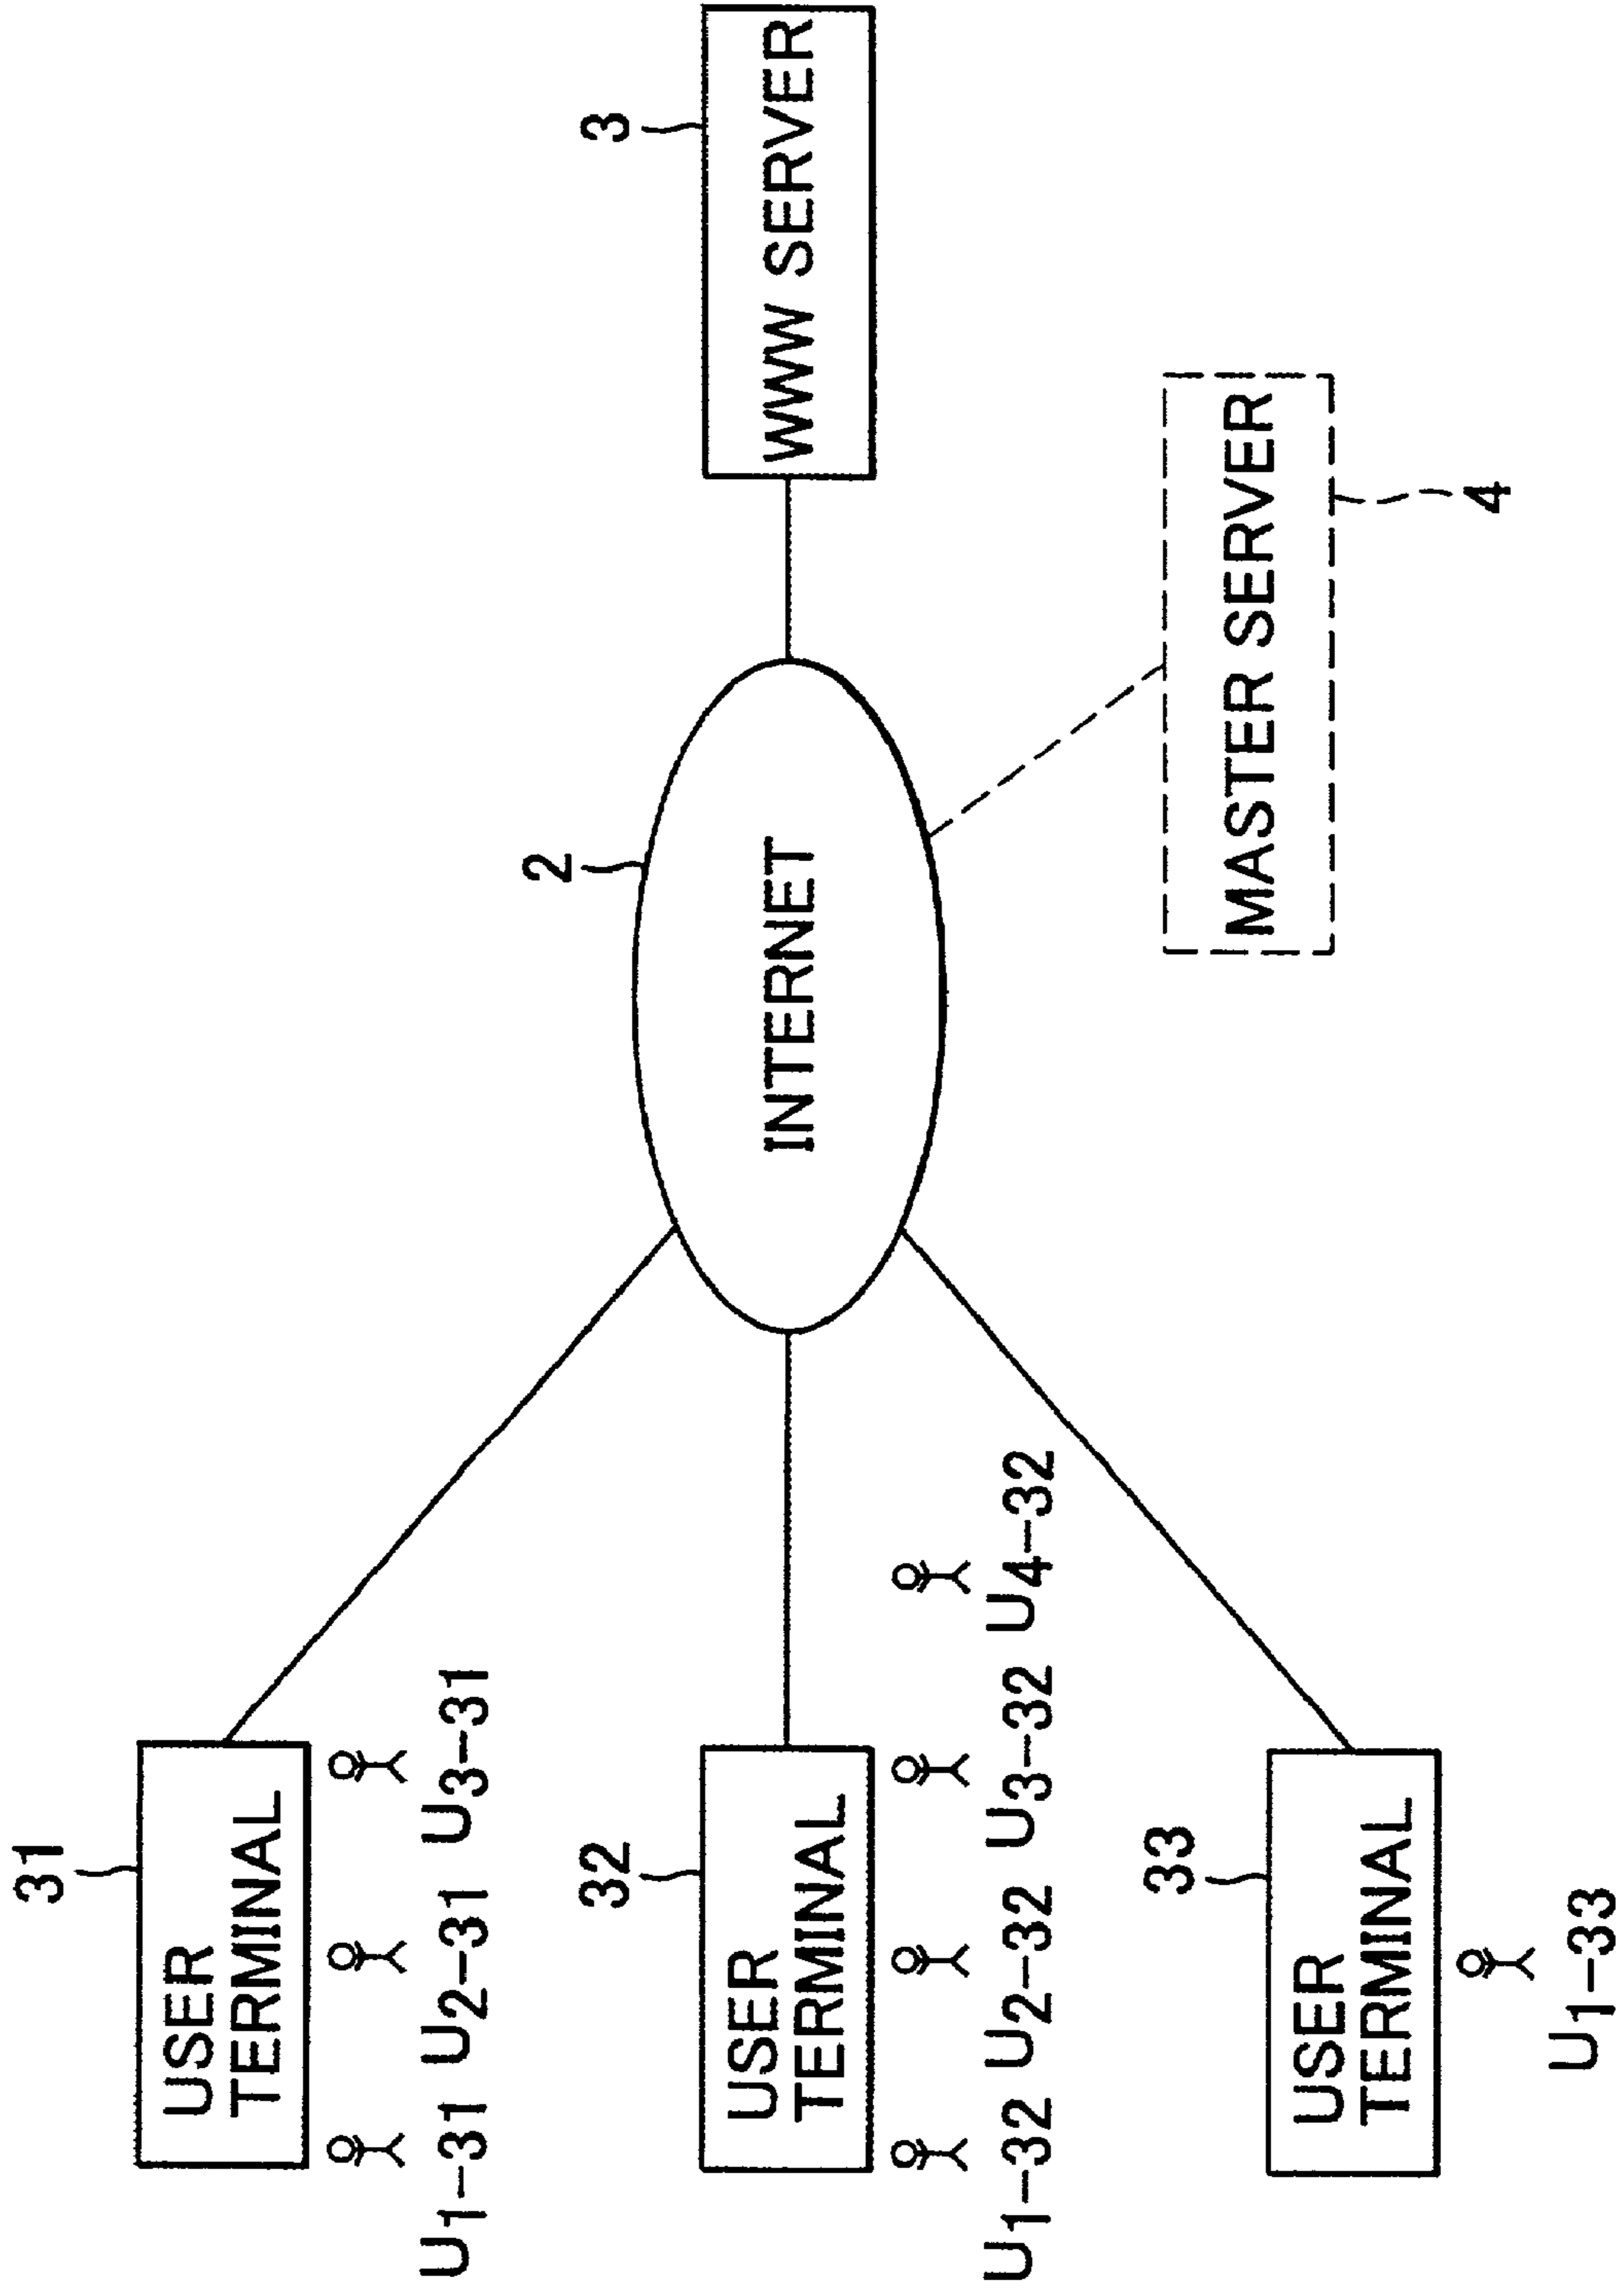 31
USER
TERMINAL
U1-31 U2-31 U3-31
32
USER
TERMINAL
U1-32 U2-32 U3-32 U4-32
33
USER
TERMINAL
U1-33
2
INTERNET
3
WWW SERVER
MASTER SERVER
4